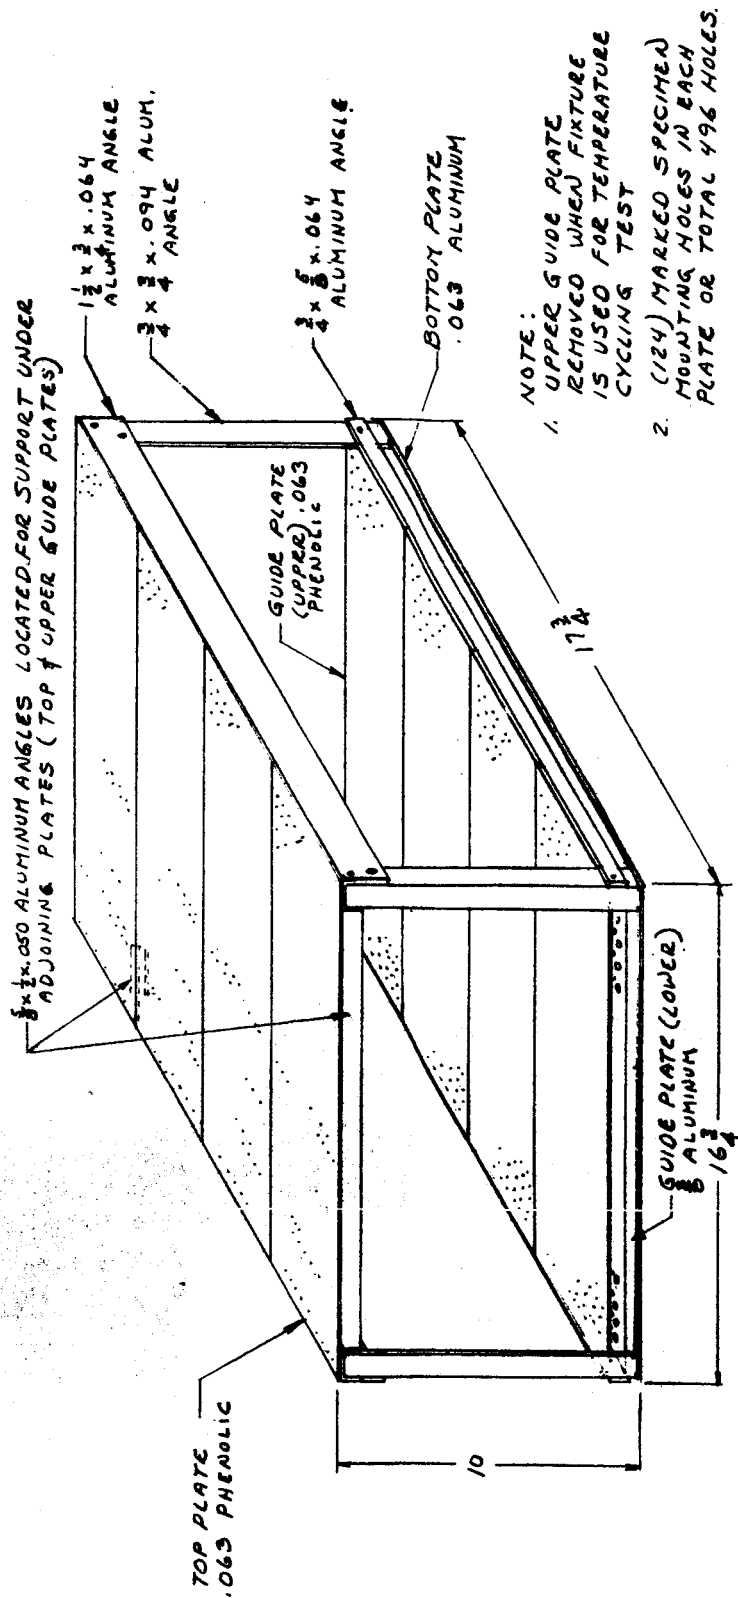 5/8 x 1/2 x .050 ALUMINUM ANGLES LOCATED FOR SUPPORT UNDER
ADJOINING PLATES (TOP & UPPER GUIDE PLATES)
1 1/2 x 3/4 x .064
ALUMINUM ANGLE
3/4 x 3/4 x .094 ALUM.
ANGLE
TOP PLATE
.063 PHENOLIC
GUIDE PLATE
(UPPER) .063
PHENOLIC
3/4 x 5/8 x .064
ALUMINUM ANGLE
BOTTOM PLATE
.063 ALUMINUM
10
17 3/4
GUIDE PLATE (LOWER)
3/8 ALUMINUM
16 3/4
NOTE:
1. UPPER GUIDE PLATE
REMOVED WHEN FIXTURE
IS USED FOR TEMPERATURE
CYCLING TEST
2. (124) MARKED SPECIMEN
MOUNTING HOLES IN EACH
PLATE OR TOTAL 496 HOLES.